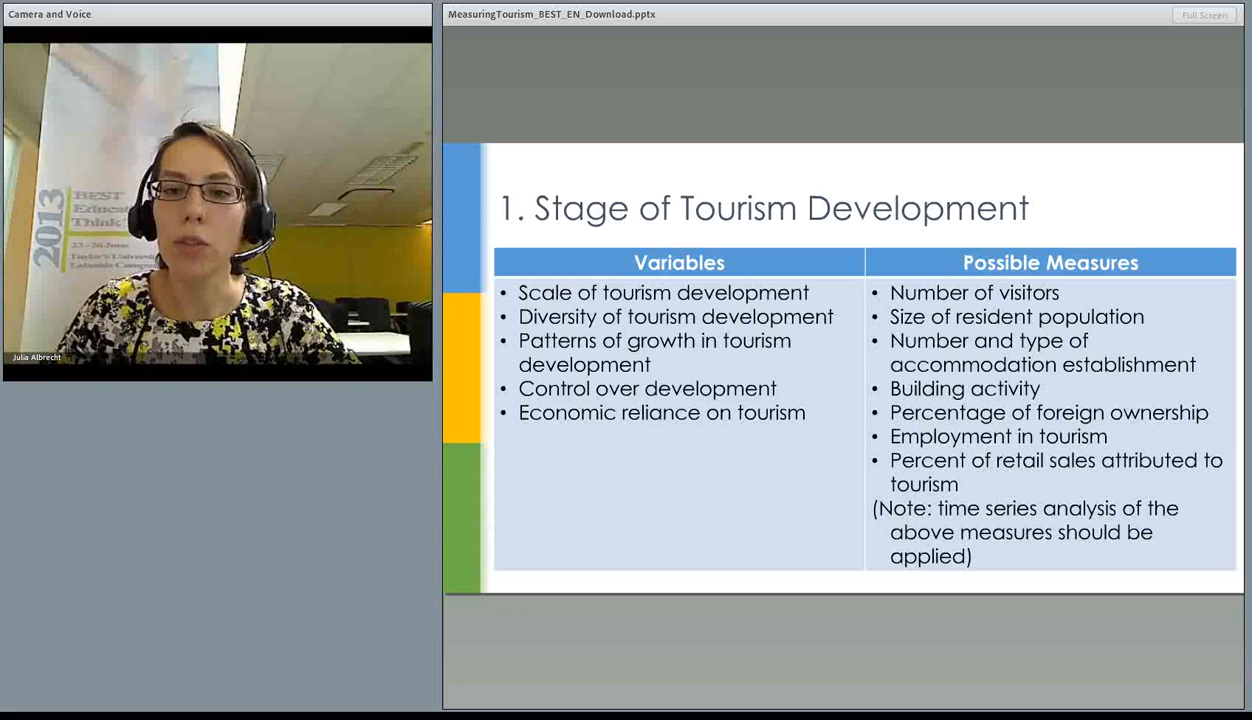 Camera and Voice
MeasuringTourism_BEST_EN_Download.pptx
Full Screen
2013
BEST
Think
23 - 26 June
Taylor's University
Lakeside Campus
Julia Albrecht
1. Stage of Tourism Development
Variables
• Scale of tourism development
• Diversity of tourism development
• Patterns of growth in tourism
development
• Control over development
• Economic reliance on tourism
Possible Measures
• Number of visitors
• Size of resident population
• Number and type of
accommodation establishment
• Building activity
• Percentage of foreign ownership
• Employment in tourism
• Percent of retail sales attributed to
tourism
(Note: time series analysis of the
above measures should be
applied)